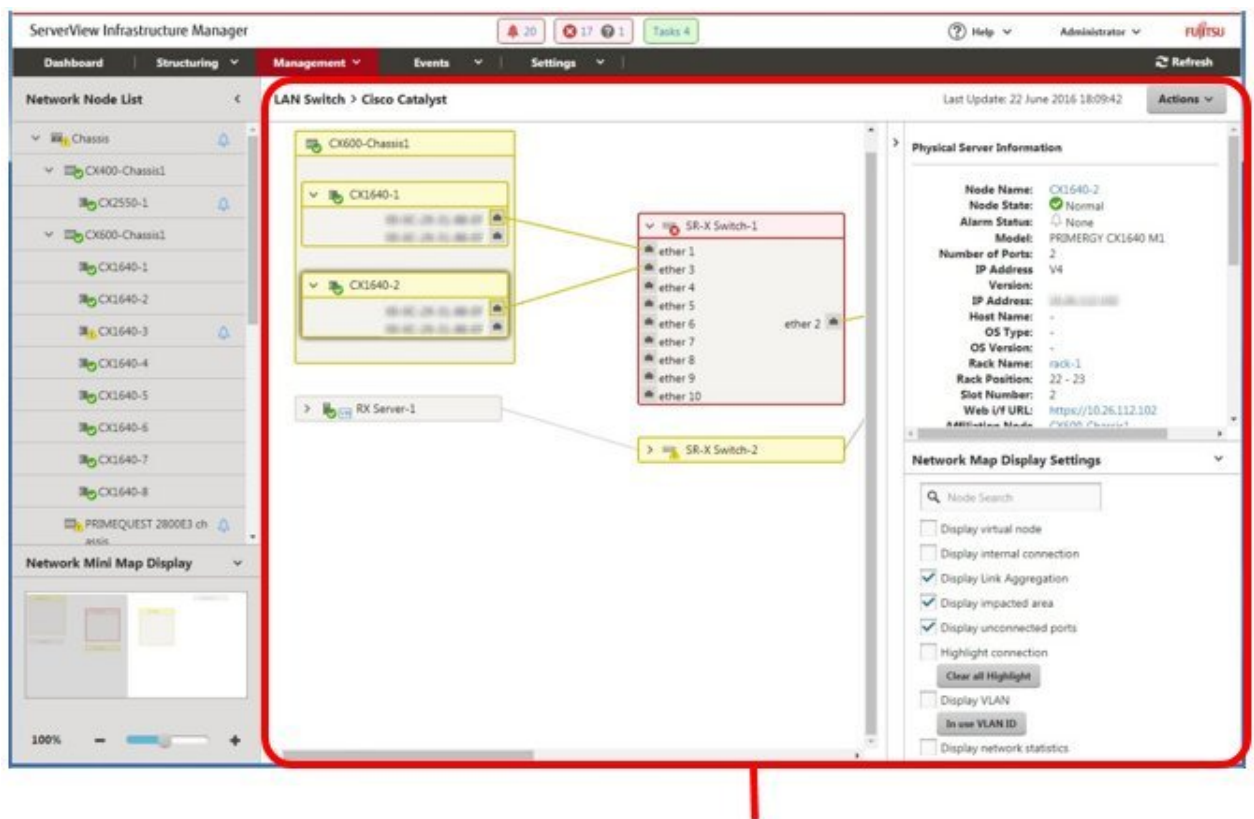 ServerView Infrastructure Manager
20
17
1
Tasks 4
Help
Administrator
FUJITSU
Dashboard
Structuring
Management
Events
Settings
Refresh
Network Node List
LAN Switch > Cisco Catalyst
Last Update: 22 June 2016 18:09:42
Actions
Chassis
CX400-Chassis1
CX2550-1
CX600-Chassis1
CX1640-1
CX1640-2
CX1640-3
CX1640-4
CX1640-5
CX1640-6
CX1640-7
CX1640-8
PRIMEQUEST 2800E3 ch
assis
Network Mini Map Display
100%
CX600-Chassis1
CX1640-1
CX1640-2
RX Server-1
SR-X Switch-1
ether 1
ether 3
ether 4
ether 5
ether 6
ether 2
ether 7
ether 8
ether 9
ether 10
SR-X Switch-2
Physical Server Information
Node Name: CX1640-2
Node State: Normal
Alarm Status: None
Model: PRIMERGY CX1640 M1
Number of Ports: 2
IP Address V4
Version:
IP Address:
Host Name: -
OS Type: -
OS Version: -
Rack Name: rack-1
Rack Position: 22 - 23
Slot Number: 2
Web i/f URL: https://10.26.112.102
Affiliation Node CX600-Chassis1
Network Map Display Settings
Node Search
Display virtual node
Display internal connection
Display Link Aggregation
Display impacted area
Display unconnected ports
Highlight connection
Clear all Highlight
Display VLAN
In use VLAN ID
Display network statistics